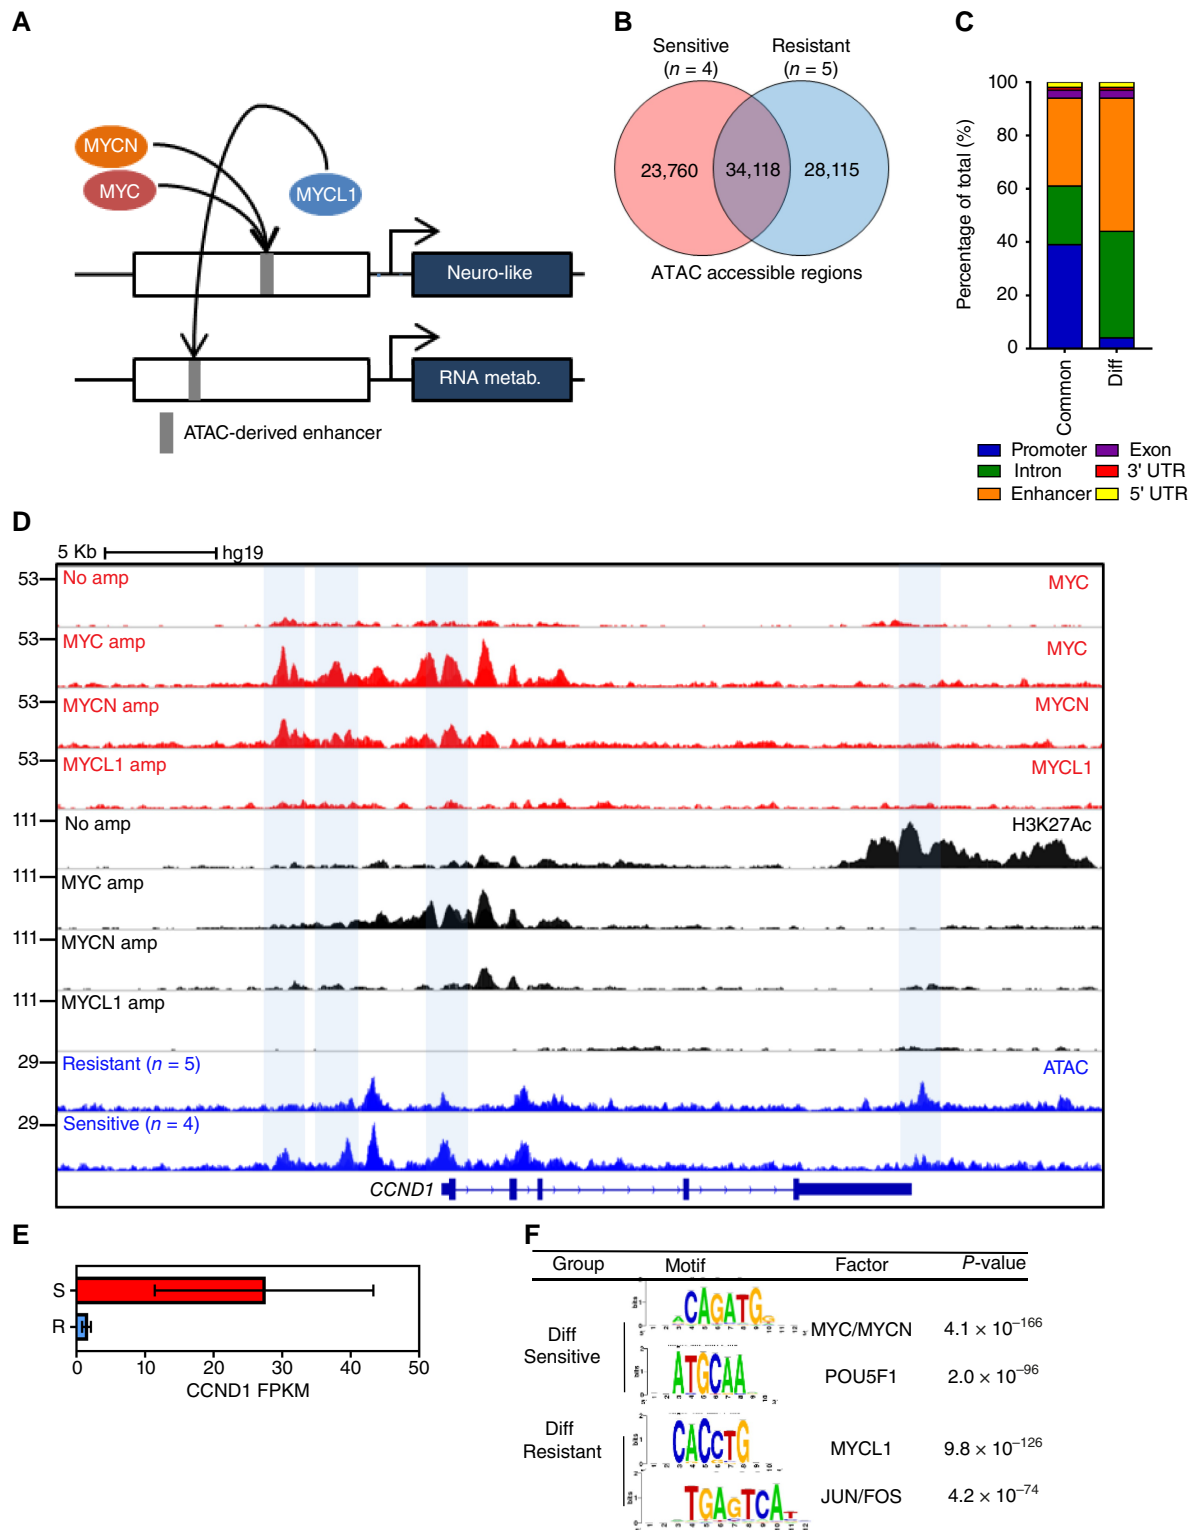 A
MYCN
MYC
MYCL1
Neuro-like
RNA metab.
ATAC-derived enhancer
B
Sensitive
(n = 4)
Resistant
(n = 5)
23,760
34,118
28,115
ATAC accessible regions
C
Percentage of total (%)
100
80
60
40
20
0
Common
Diff
Promoter
Intron
Enhancer
Exon
3' UTR
5' UTR
D
5 Kb
hg19
53
No amp
MYC
53
MYC amp
MYC
53
MYCN amp
MYCN
53
MYCL1 amp
MYCL1
111
No amp
H3K27Ac
111
MYC amp
111
MYCN amp
111
MYCL1 amp
29
Resistant (n = 5)
ATAC
29
Sensitive (n = 4)
CCND1
E
S
R
0 10 20 30 40 50
CCND1 FPKM
F
Group Motif Factor P-value
Diff
Sensitive
bits
CAGATG
MYC/MYCN
4.1 × 10−166
bits
ATGCAA
POU5F1
2.0 × 10−96
Diff
Resistant
bits
CACCTG
MYCL1
9.8 × 10−126
bits
TGAGTCA
JUN/FOS
4.2 × 10−74